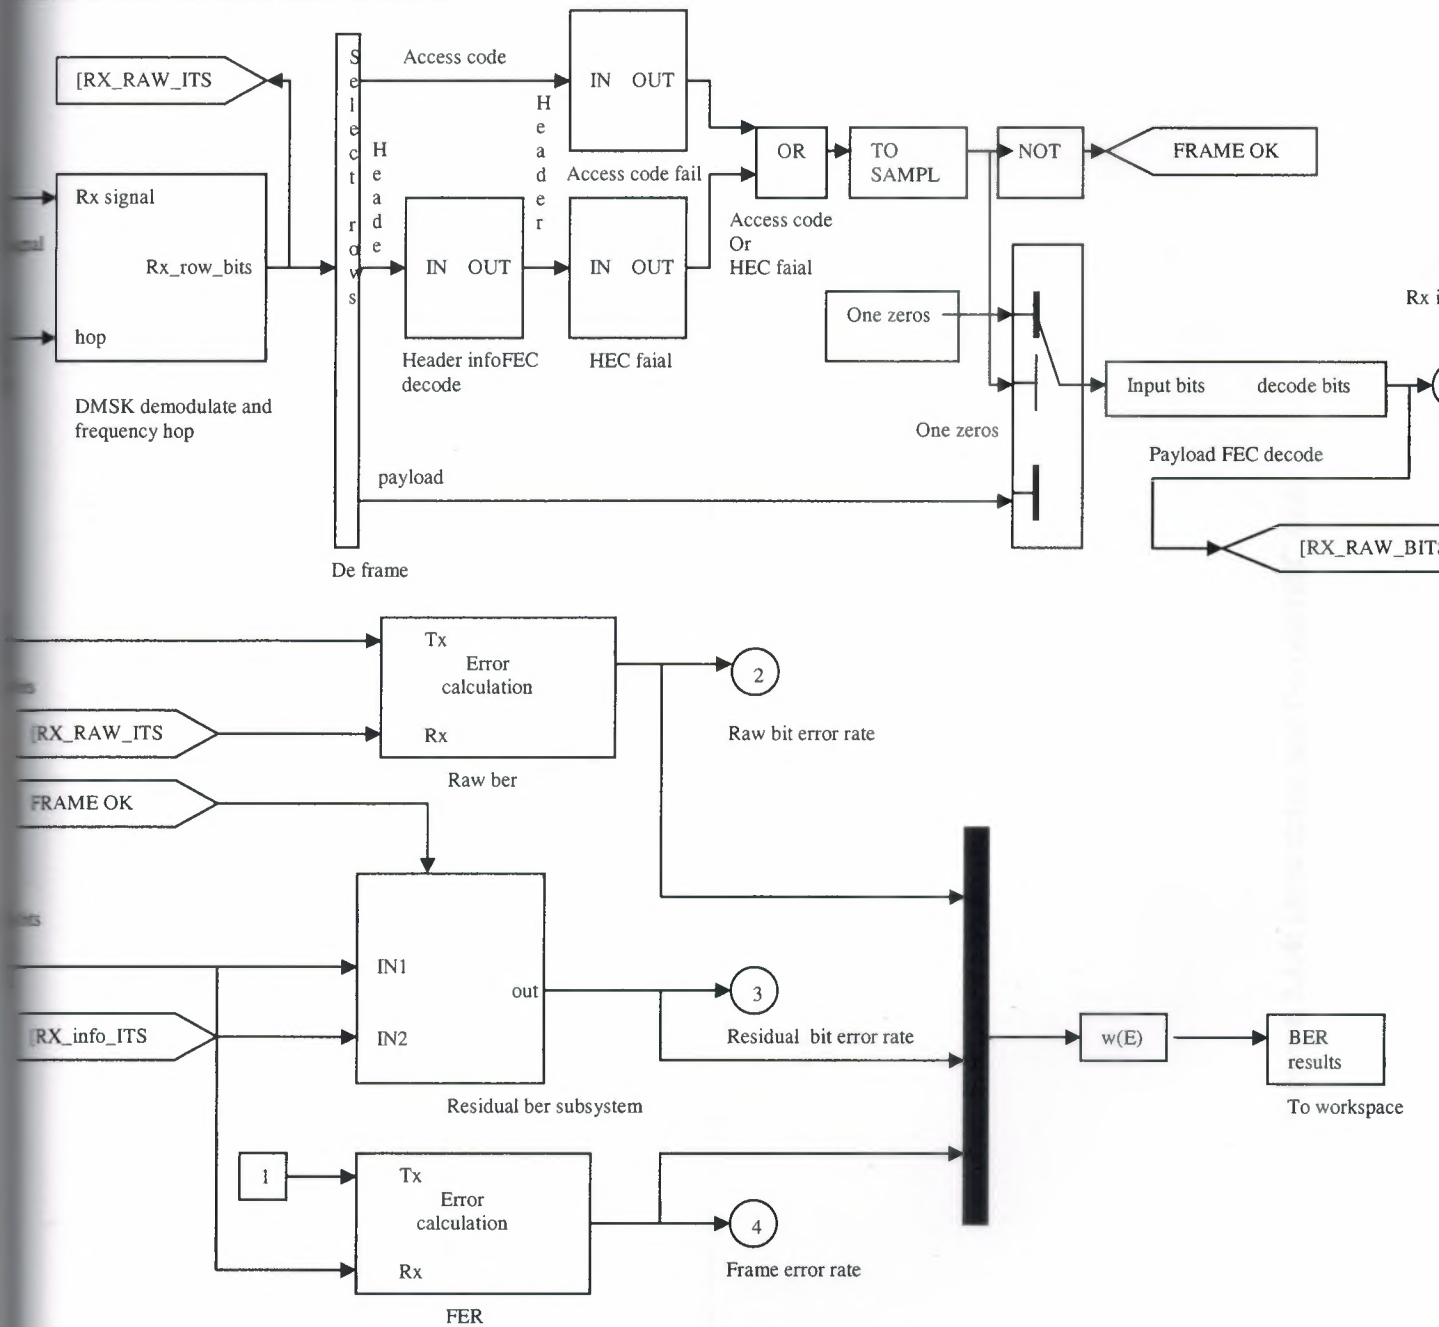 Access code
[RX_RAW_ITS
Select rows
IN OUT
Header
Header
OR
TO
SAMPL
NOT
FRAME OK
Access code fail
Rx signal
Rx_row_bits
hop
IN OUT
IN OUT
Access code
Or
HEC faial
One zeros
Header infoFEC
decode
HEC faial
DMSK demodulate and
frequency hop
One zeros
Input bits decode bits
Payload FEC decode
payload
[RX_RAW_BITS
De frame
Rx
Tx
Error
calculation
Rx
2
Raw bit error rate
Raw ber
[RX_RAW_ITS
FRAME OK
IN1
out
IN2
3
Residual bit error rate
[RX_info_ITS
Residual ber subsystem
w(E)
BER
results
To workspace
1
Tx
Error
calculation
Rx
4
Frame error rate
FER